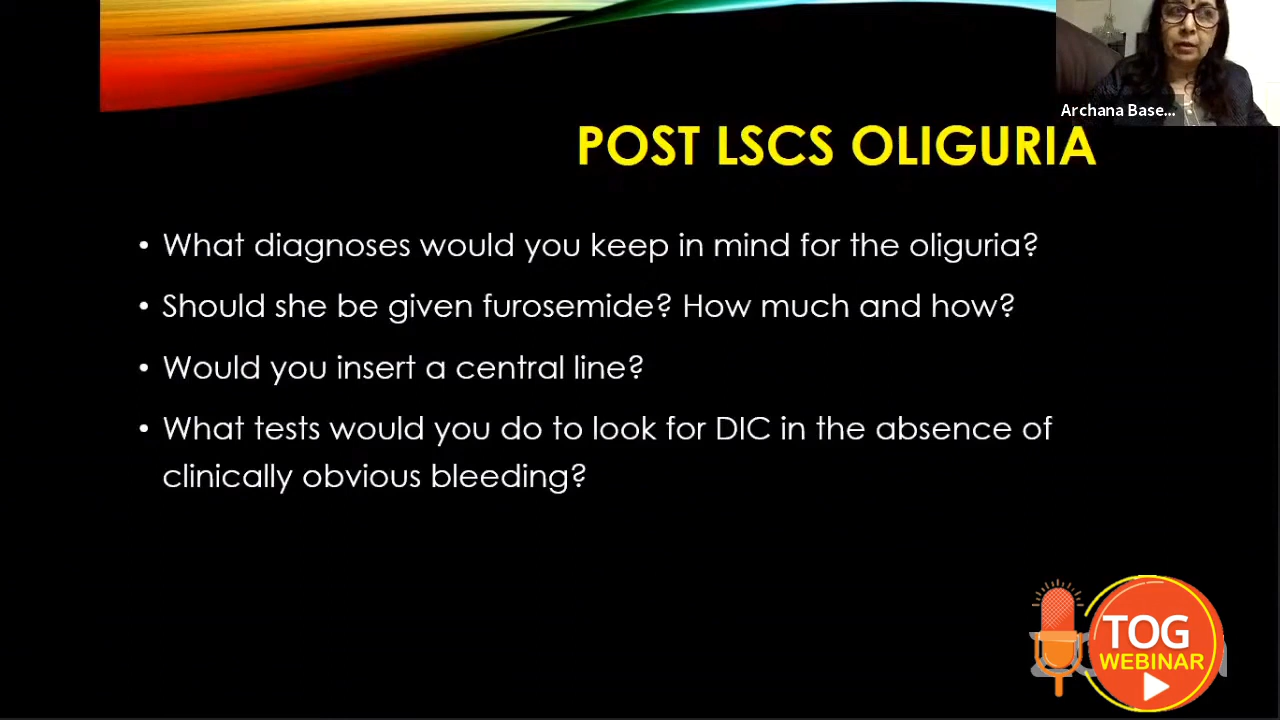 Archana Base...
POST LSCS OLIGURIA
• What diagnoses would you keep in mind for the oliguria?
• Should she be given furosemide? How much and how?
• Would you insert a central line?
• What tests would you do to look for DIC in the absence of
clinically obvious bleeding?
TOG
WEBINAR